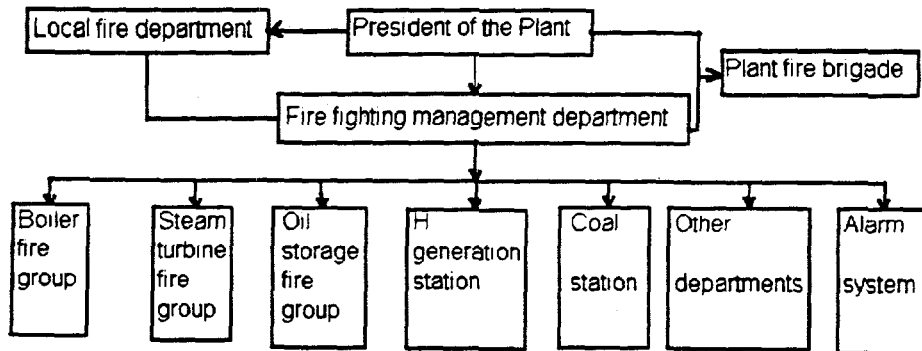 Local fire department
President of the Plant
Plant fire brigade
Fire fighting management department
Boiler
fire
group
Steam
turbine
fire
group
Oil
storage
fire
group
H
generation
station
Coal
station
Other
departments
Alarm
system